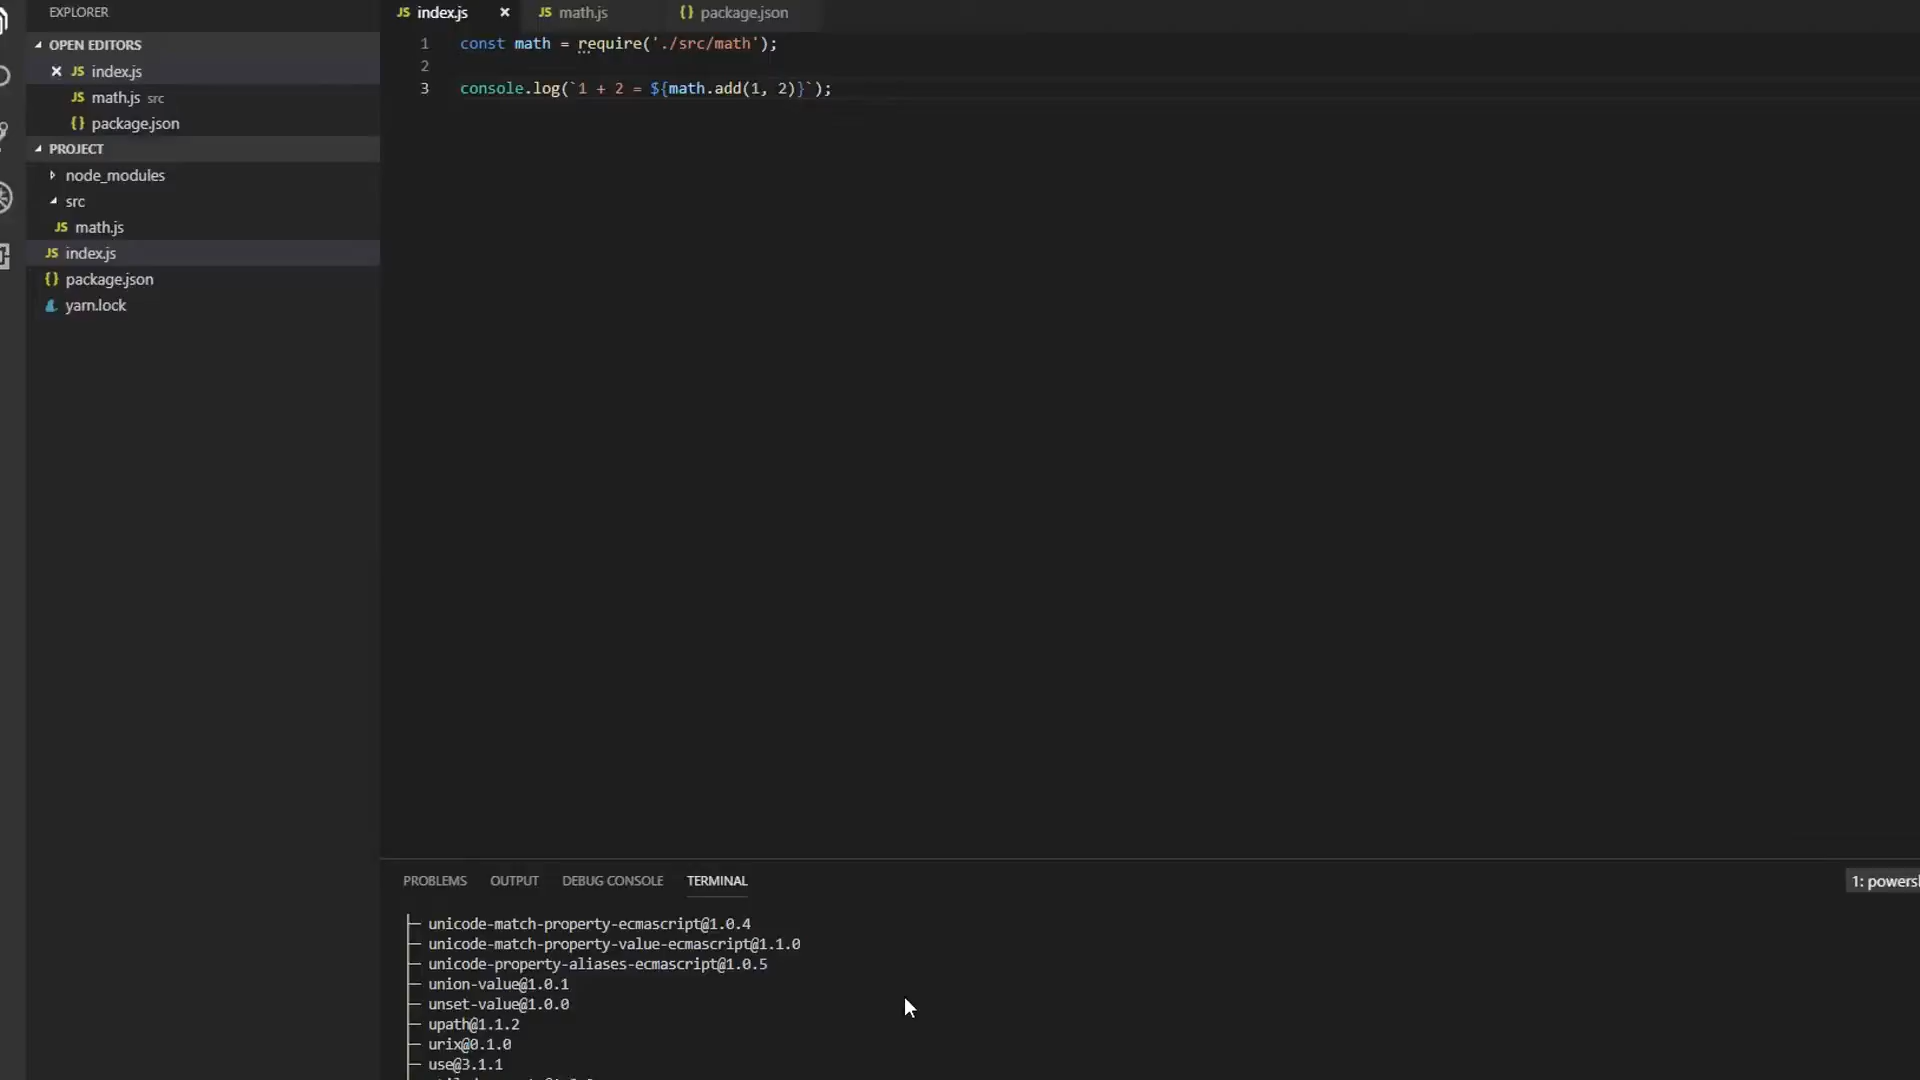 EXPLORER
OPEN EDITORS
JS index.js
JS math.js src
{} package.json
PROJECT
node_modules
src
JS math.js
JS index.js
{} package.json
yarn.lock
JS index.js JS math.js {} package.json
1 const math = require('./src/math');
2
3 console.log(`1 + 2 = ${math.add(1, 2)}`);
PROBLEMS OUTPUT DEBUG CONSOLE TERMINAL
1: powersh
unicode-match-property-ecmascript@1.0.4
unicode-match-property-value-ecmascript@1.1.0
unicode-property-aliases-ecmascript@1.0.5
union-value@1.0.1
unset-value@1.0.0
upath@1.1.2
urix@0.1.0
use@3.1.1